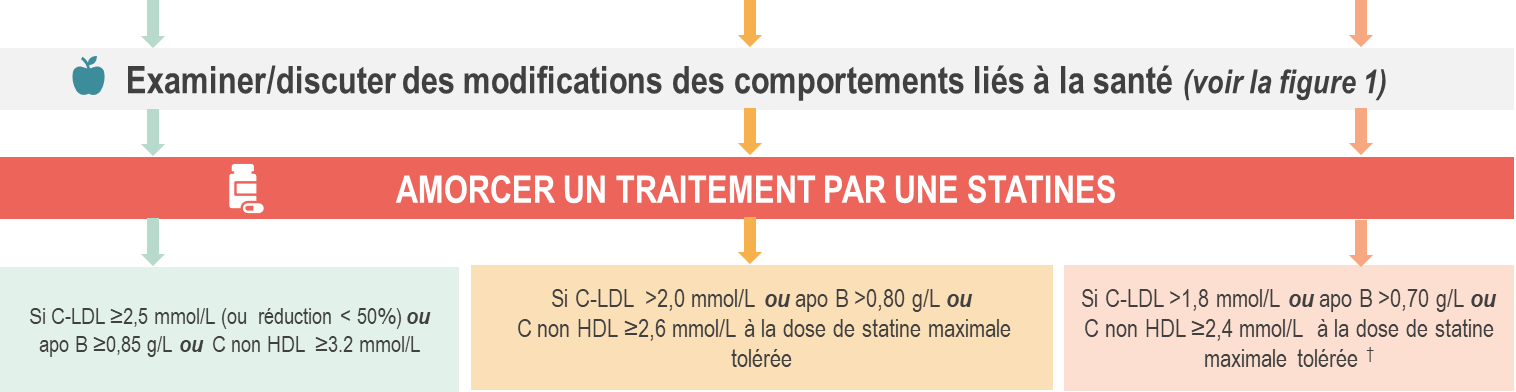 Examiner/discuter des modifications des comportements liés à la santé (voir la figure 1)
AMORCER UN TRAITEMENT PAR UNE STATINES
Si C-LDL ≥2,5 mmol/L (ou réduction < 50%) ou
apo B ≥0,85 g/L ou C non HDL ≥3.2 mmol/L
Si C-LDL >2,0 mmol/L ou apo B >0,80 g/L ou
C non HDL ≥2,6 mmol/L à la dose de statine maximale
tolérée
Si C-LDL >1,8 mmol/L ou apo B >0,70 g/L ou
C non HDL ≥2,4 mmol/L à la dose de statine
maximale tolérée †